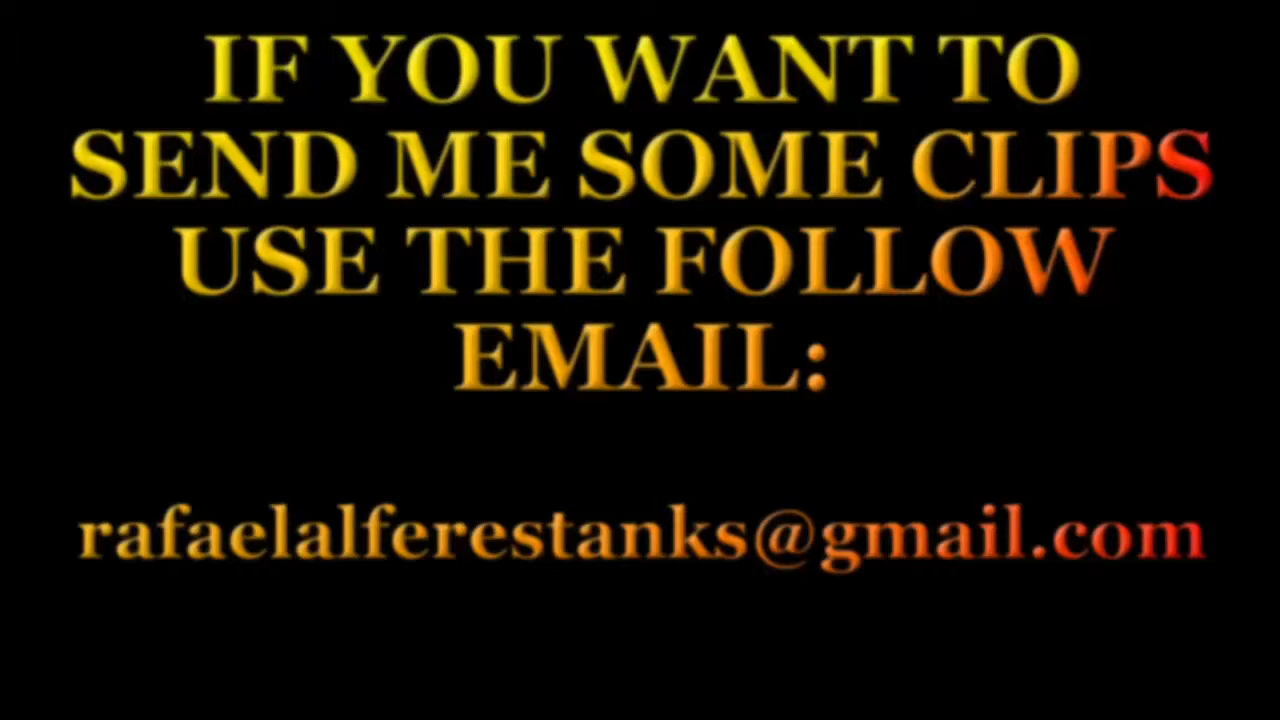 IF YOU WANT TO
SEND ME SOME CLIPS
USE THE FOLLOW
EMAIL:
rafaelalferestanks@gmail.com